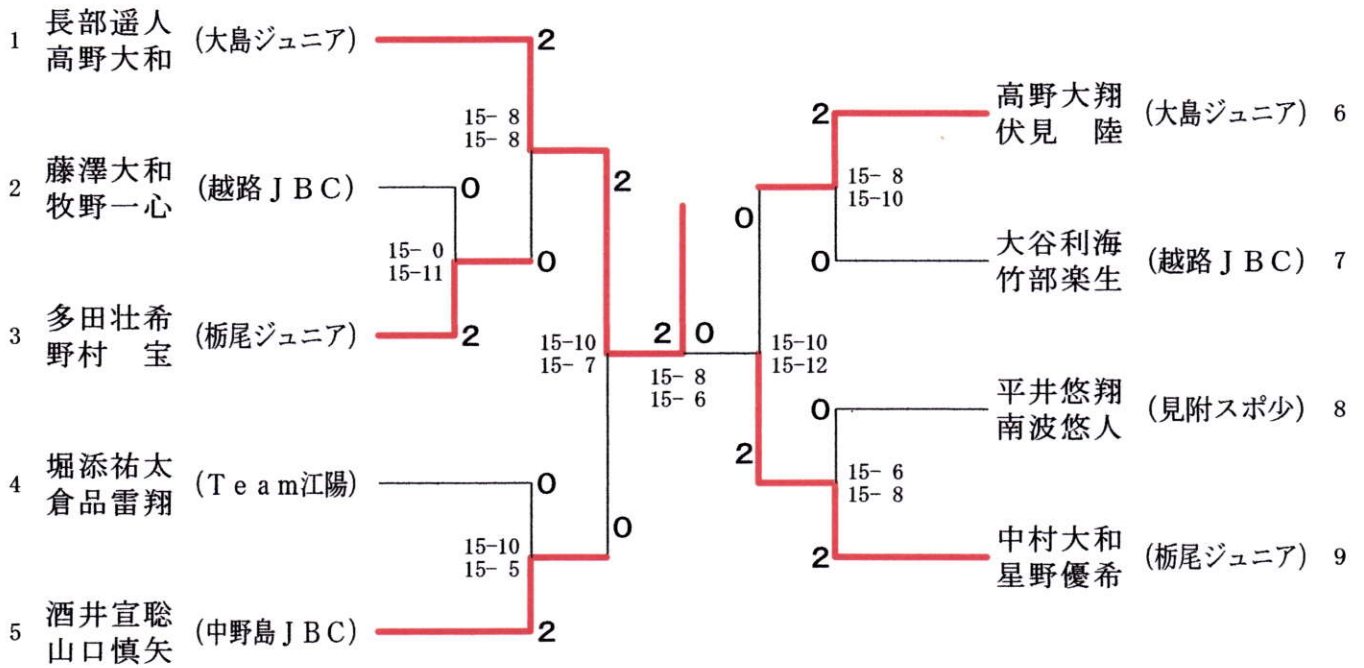 1 長部遥人 (大島ジュニア) 2
高野大和
15- 8
15- 8
2 藤澤大和 (越路ＪＢＣ) 0
牧野一心
2
15- 0
15-11
0
3 多田壮希 (栃尾ジュニア) 2
野村　宝
15-10
15- 7
4 堀添祐太 (Ｔｅａｍ江陽) 0
倉品雷翔
0
15-10
15- 5
5 酒井宣聡 (中野島ＪＢＣ) 2
山口慎矢
2 0
15- 8
15- 6
2 高野大翔 (大島ジュニア) 6
伏見　陸
15- 8
15-10
0
0 大谷利海 (越路ＪＢＣ) 7
竹部楽生
15-10
15-12
0 平井悠翔 (見附スポ少) 8
南波悠人
2
15- 6
15- 8
2 中村大和 (栃尾ジュニア) 9
星野優希